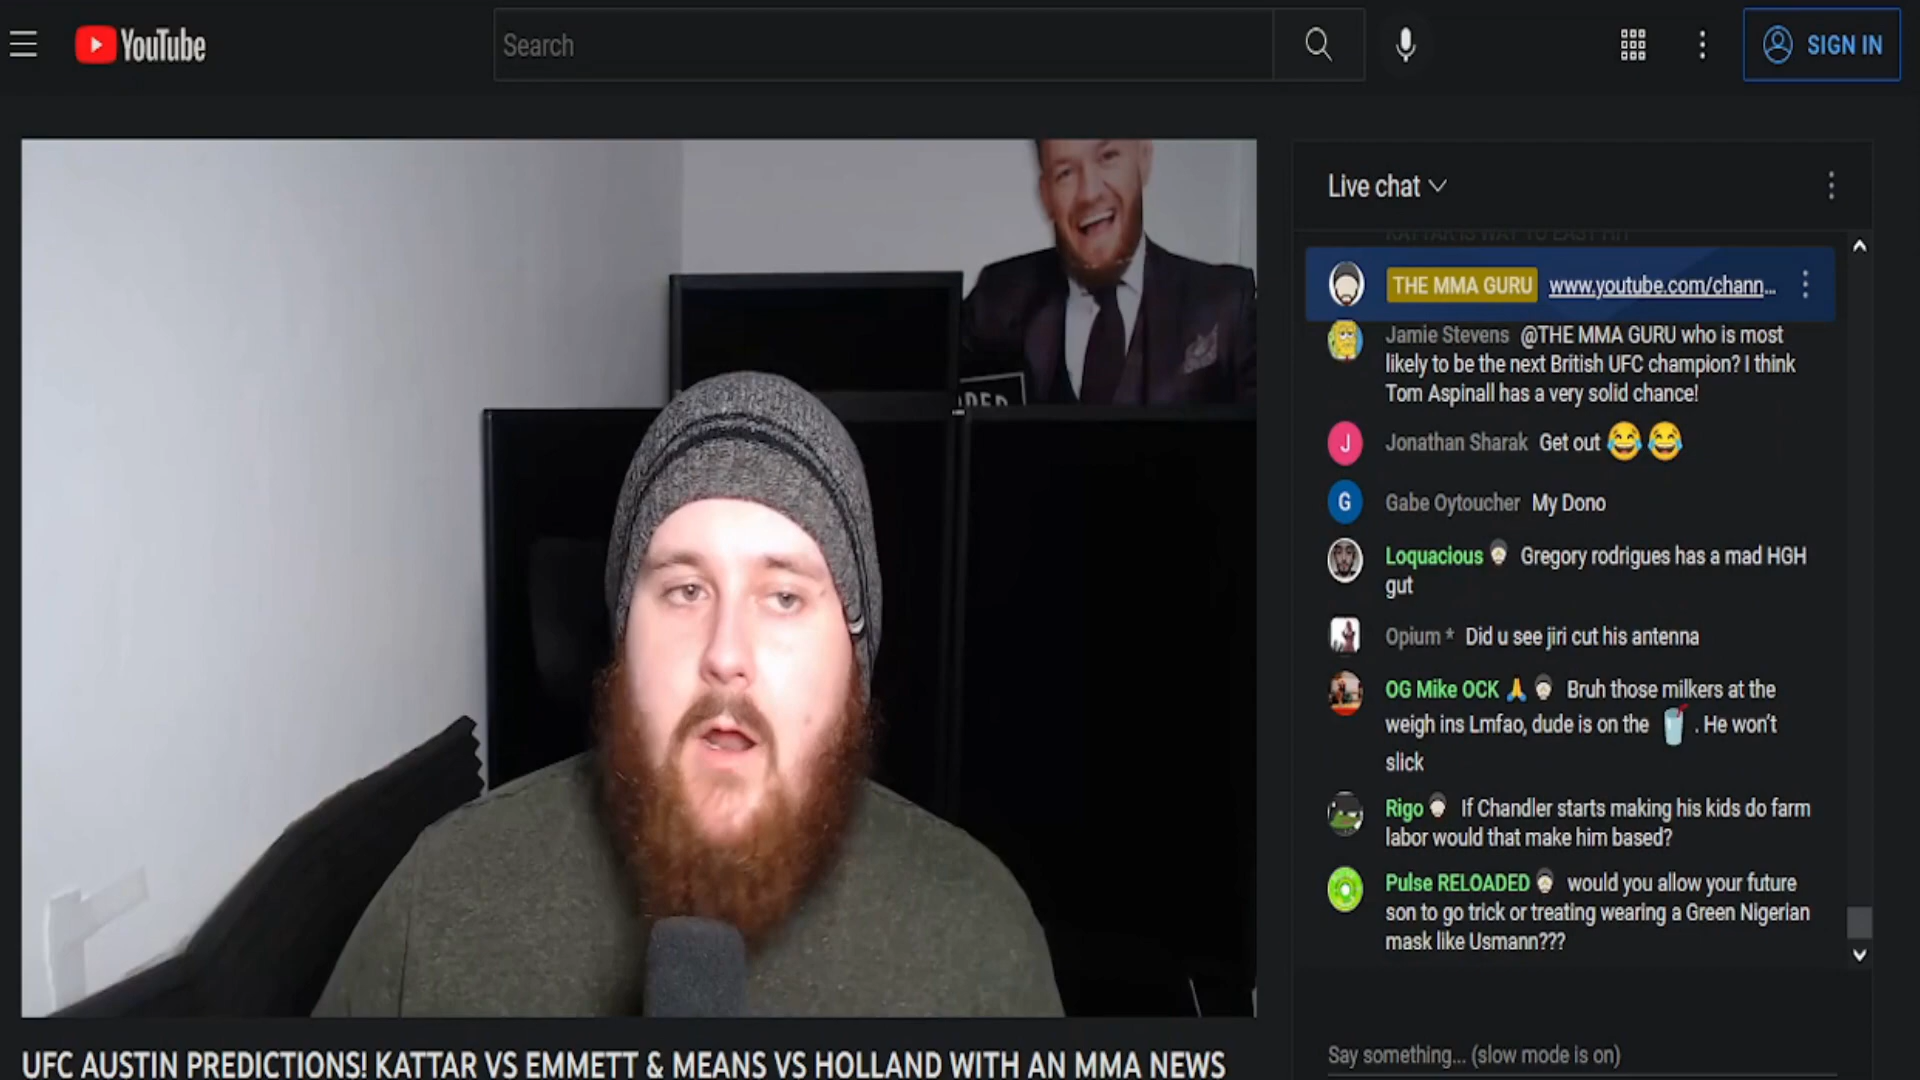 YouTube
Search
SIGN IN
Live chat
KATTAR IS WAY TO EASY HIT
THE MMA GURU www.youtube.com/chann...
Jamie Stevens @THE MMA GURU who is most
likely to be the next British UFC champion? I think
Tom Aspinall has a very solid chance!
J Jonathan Sharak Get out 😂😂
G Gabe Oytoucher My Dono
Loquacious Gregory rodrigues has a mad HGH
gut
Opium * Did u see jiri cut his antenna
OG Mike OCK 🙏 Bruh those milkers at the
weigh ins Lmfao, dude is on the 🥤 . He won't
slick
Rigo If Chandler starts making his kids do farm
labor would that make him based?
Pulse RELOADED would you allow your future
son to go trick or treating wearing a Green Nigerian
mask like Usmann???
Say something... (slow mode is on)
UFC AUSTIN PREDICTIONS! KATTAR VS EMMETT & MEANS VS HOLLAND WITH AN MMA NEWS